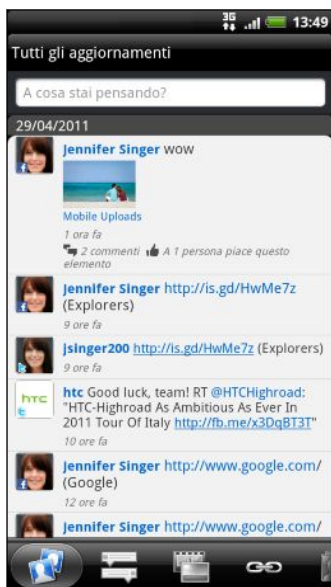 3G 13:49
Tutti gli aggiornamenti
A cosa stai pensando?
29/04/2011
Jennifer Singer wow
Mobile Uploads
1 ora fa
2 commenti A 1 persona piace questo
elemento
Jennifer Singer http://is.gd/HwMe7z
(Explorers)
9 ore fa
jsinger200 http://is.gd/HwMe7z (Explorers)
9 ore fa
hTC
htc Good luck, team! RT @HTCHighroad:
"HTC-Highroad As Ambitious As Ever In
2011 Tour Of Italy http://fb.me/x3DqBT3T"
10 ore fa
Jennifer Singer http://www.google.com/
(Google)
12 ore fa
Jennifer Singer http://www.google.com/